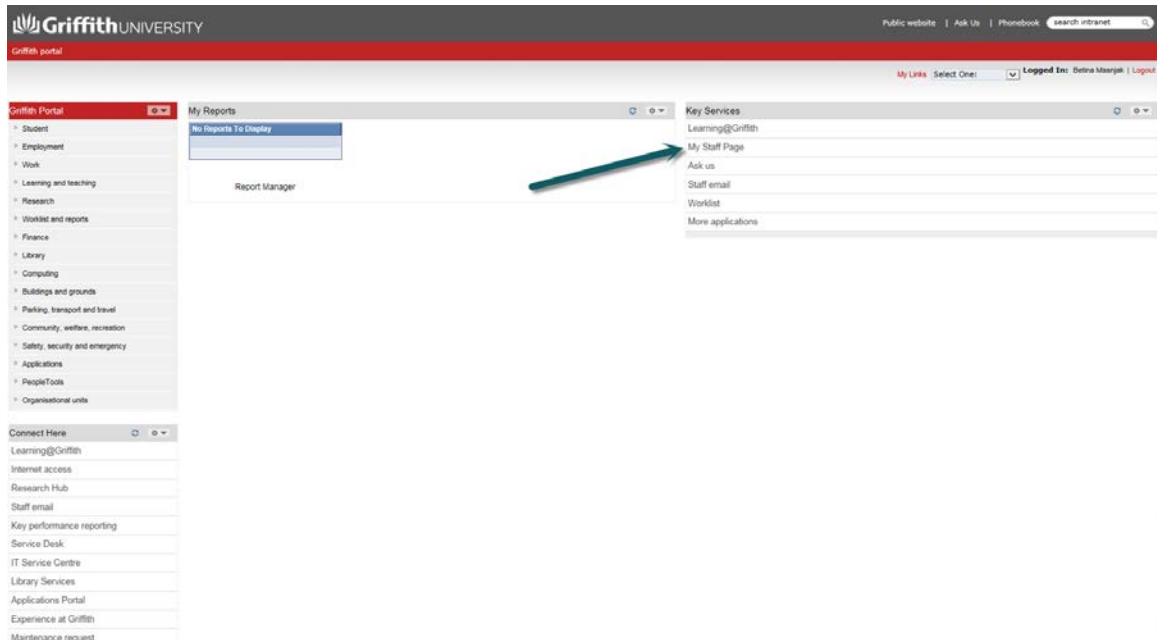 Griffith UNIVERSITY
Public website | Ask Us | Phonebook search intranet
Griffith portal
My Links Select One: Logged In: Betina Masnjak | Logout
Griffith Portal
Student
Employment
Work
Learning and teaching
Research
Worklist and reports
Finance
Library
Computing
Buildings and grounds
Parking, transport and travel
Community, welfare, recreation
Safety, security and emergency
Applications
PeopleTools
Organisational units
Connect Here
Learning@Griffith
Internet access
Research Hub
Staff email
Key performance reporting
Service Desk
IT Service Centre
Library Services
Applications Portal
Experience at Griffith
Maintenance request
My Reports
No Reports To Display
Report Manager
Key Services
Learning@Griffith
My Staff Page
Ask us
Staff email
Worklist
More applications